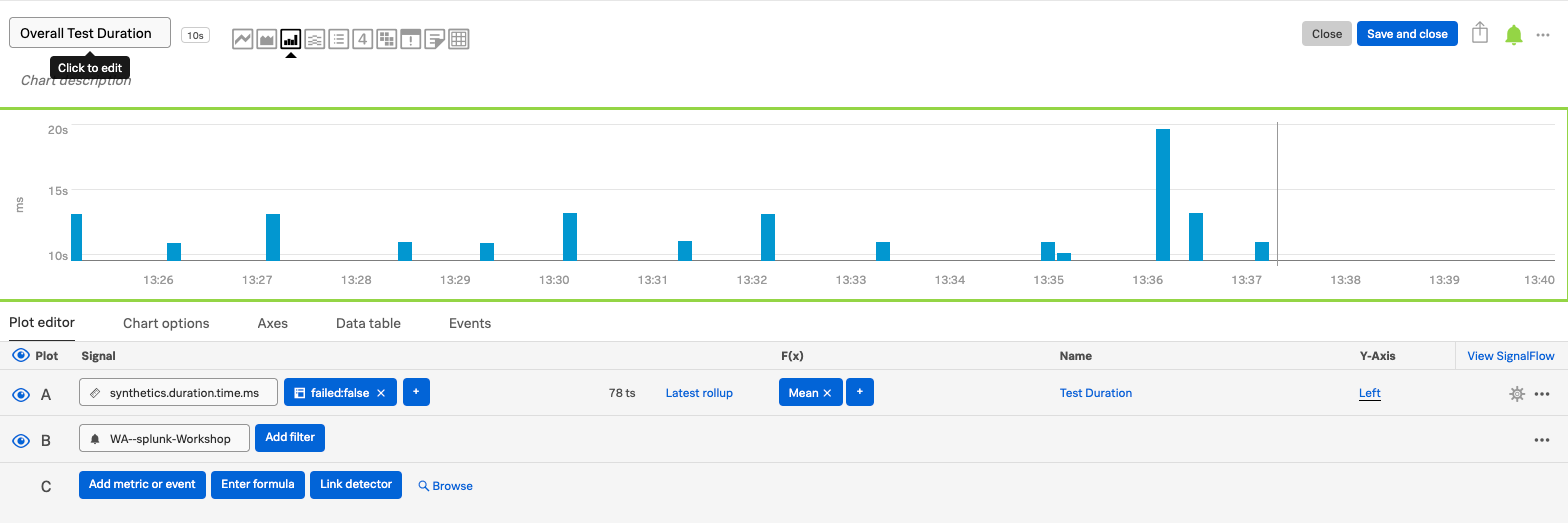 Overall Test Duration
10s
4
Close
Save and close
Click to edit
Chart description
ms
20s
15s
10s
13:26
13:27
13:28
13:29
13:30
13:31
13:32
13:33
13:34
13:35
13:36
13:37
13:38
13:39
13:40
Plot editor
Chart options
Axes
Data table
Events
Plot
Signal
F(x)
Name
Y-Axis
View SignalFlow
A
synthetics.duration.time.ms
failed:false ×
+
78 ts
Latest rollup
Mean ×
+
Test Duration
Left
B
WA--splunk-Workshop
Add filter
C
Add metric or event
Enter formula
Link detector
Browse